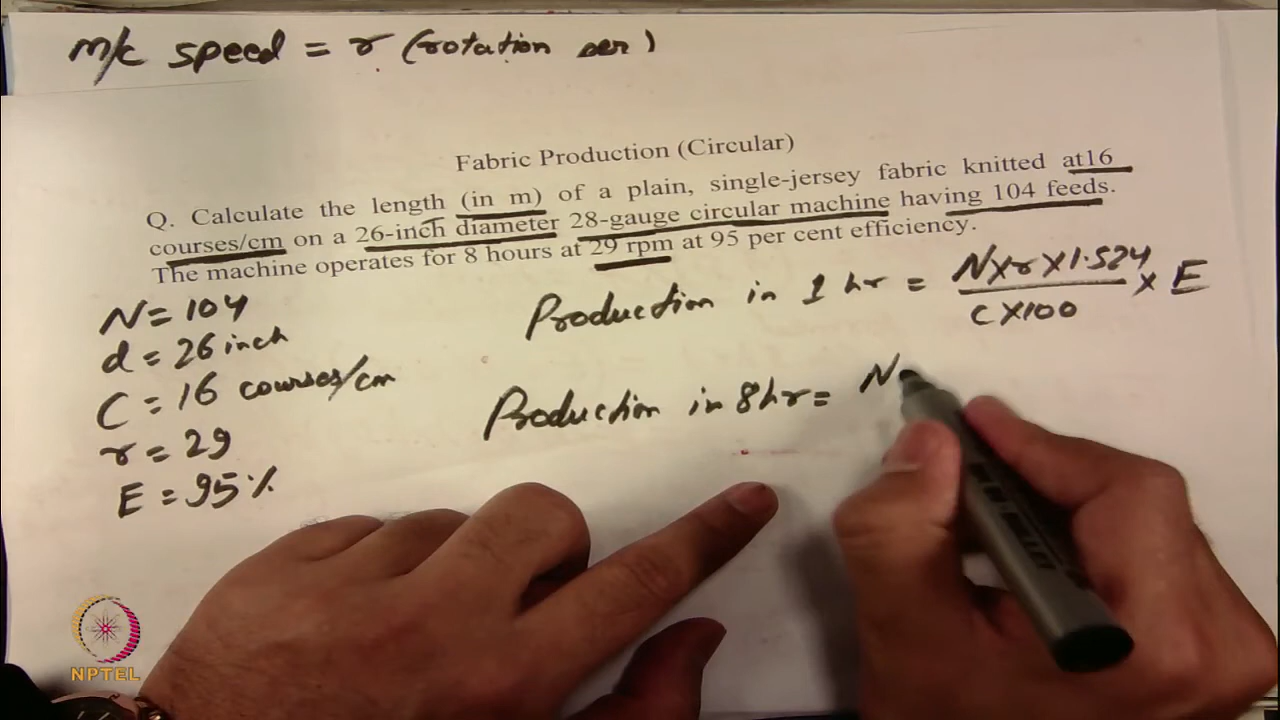 m/c speed = r (rotation per )
Fabric Production (Circular)
Q. Calculate the length (in m) of a plain, single-jersey fabric knitted at16
courses/cm on a 26-inch diameter 28-gauge circular machine having 104 feeds.
The machine operates for 8 hours at 29 rpm at 95 per cent efficiency.
N = 104
d = 26 inch
C = 16 courses/cm
r = 29
E = 95%
Production in 1 hr = N×r×1.524 / C×100 × E
Production in 8hr = N
NPTEL